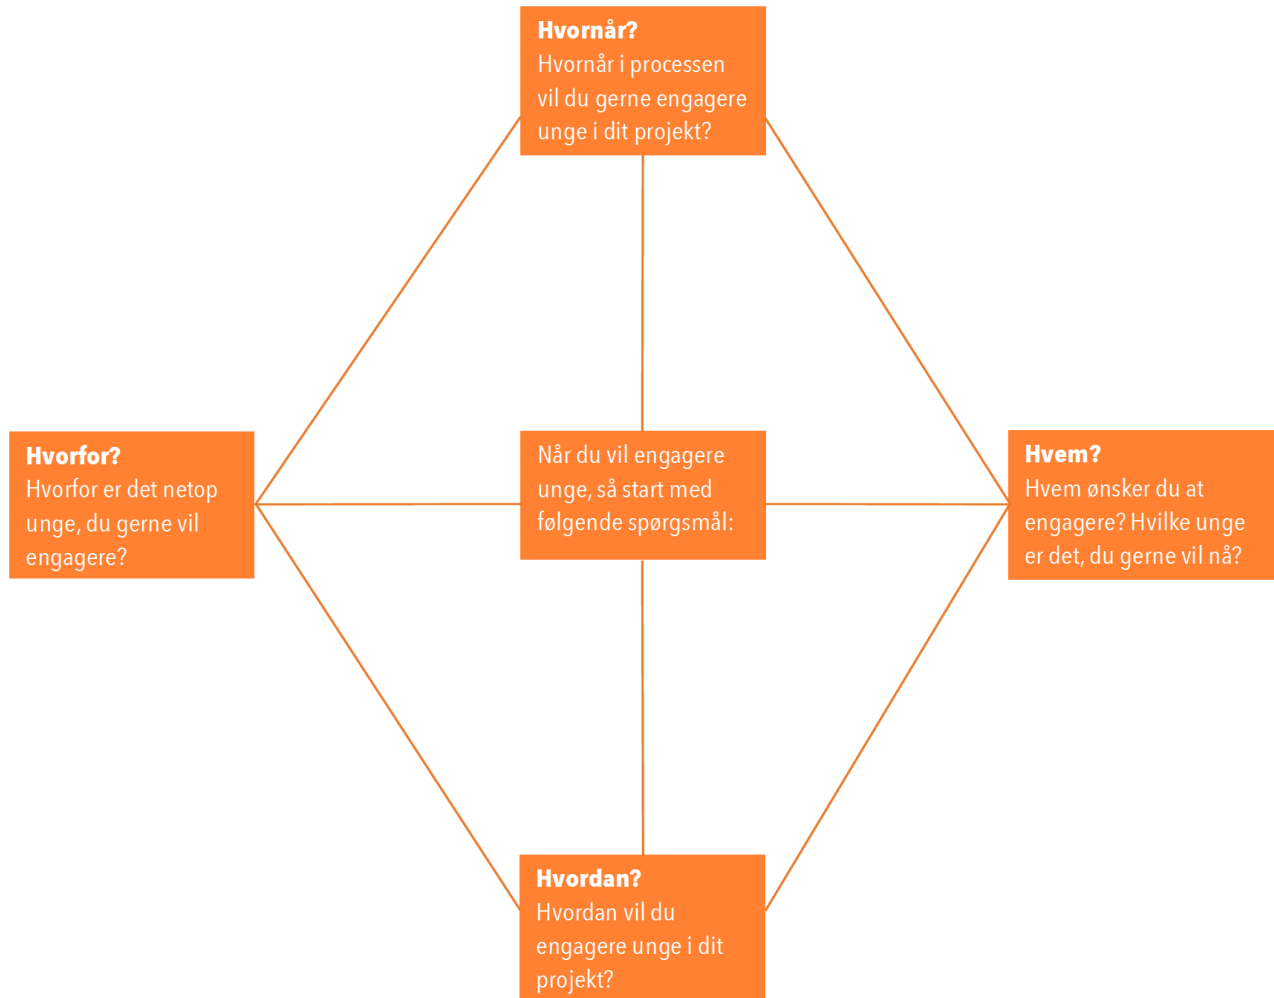 Hvornår?
Hvornår i processen
vil du gerne engagere
unge i dit projekt?
Hvorfor?
Hvorfor er det netop
unge, du gerne vil
engagere?
Når du vil engagere
unge, så start med
følgende spørgsmål:
Hvem?
Hvem ønsker du at
engagere? Hvilke unge
er det, du gerne vil nå?
Hvordan?
Hvordan vil du
engagere unge i dit
projekt?